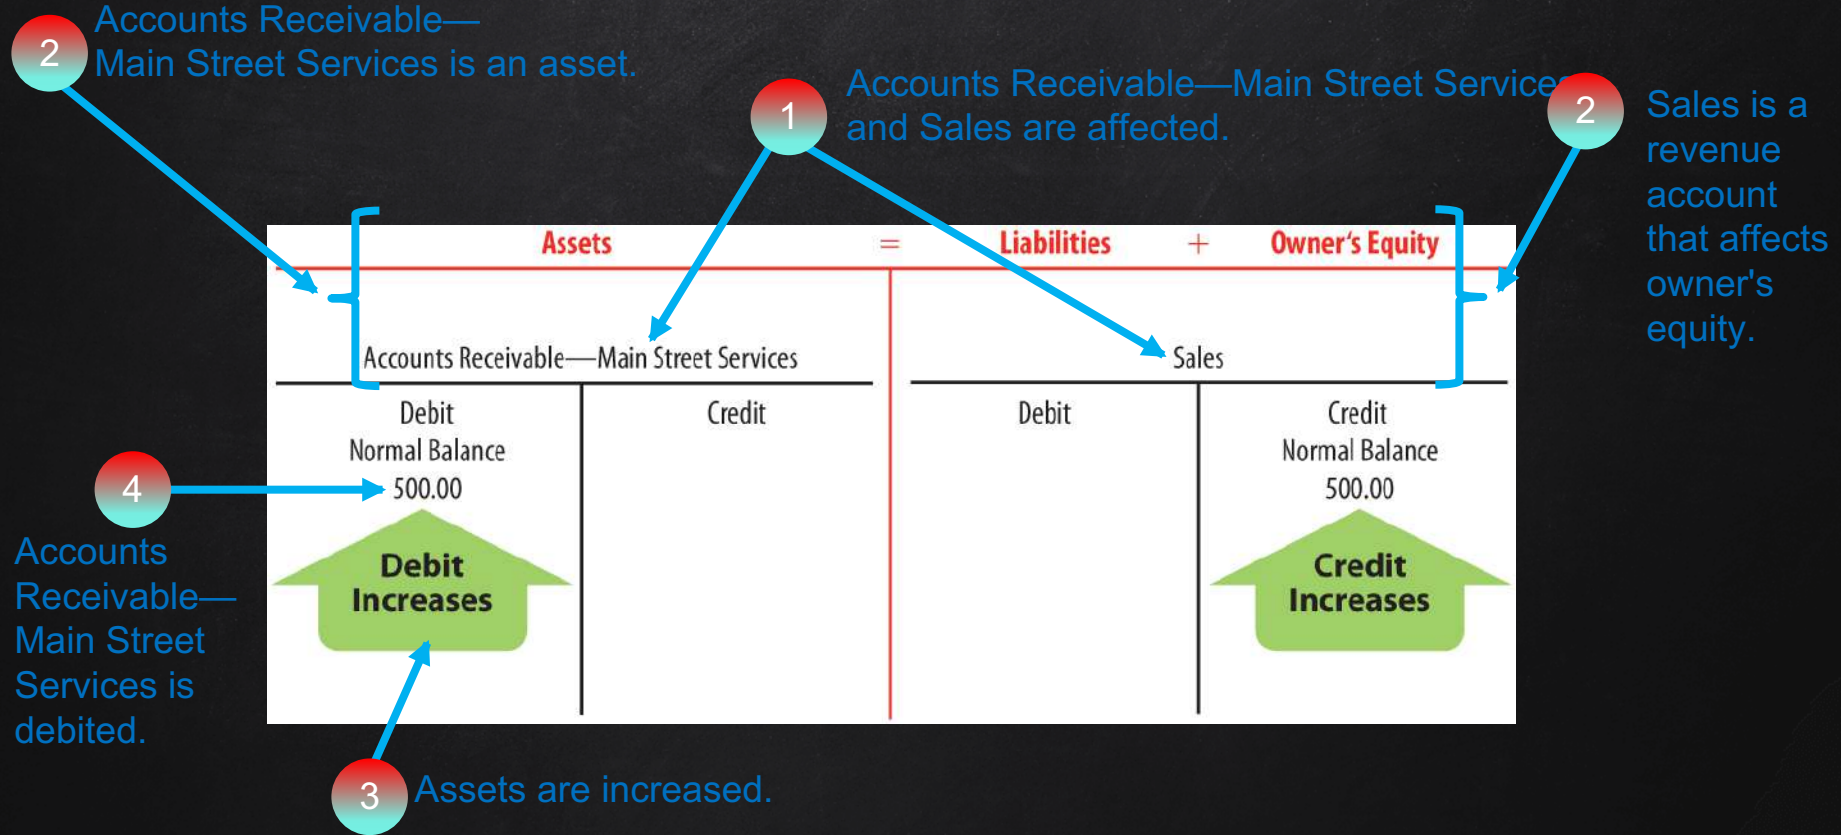 2
Accounts Receivable—
Main Street Services is an asset.
1
Accounts Receivable—Main Street Services
and Sales are affected.
2
Sales is a
revenue
account
that affects
owner's
equity.
Assets = Liabilities + Owner's Equity
Accounts Receivable—Main Street Services
Sales
Debit
Normal Balance
500.00
Debit
Increases
Credit
Debit
Credit
Normal Balance
500.00
Credit
Increases
4
Accounts
Receivable—
Main Street
Services is
debited.
3
Assets are increased.